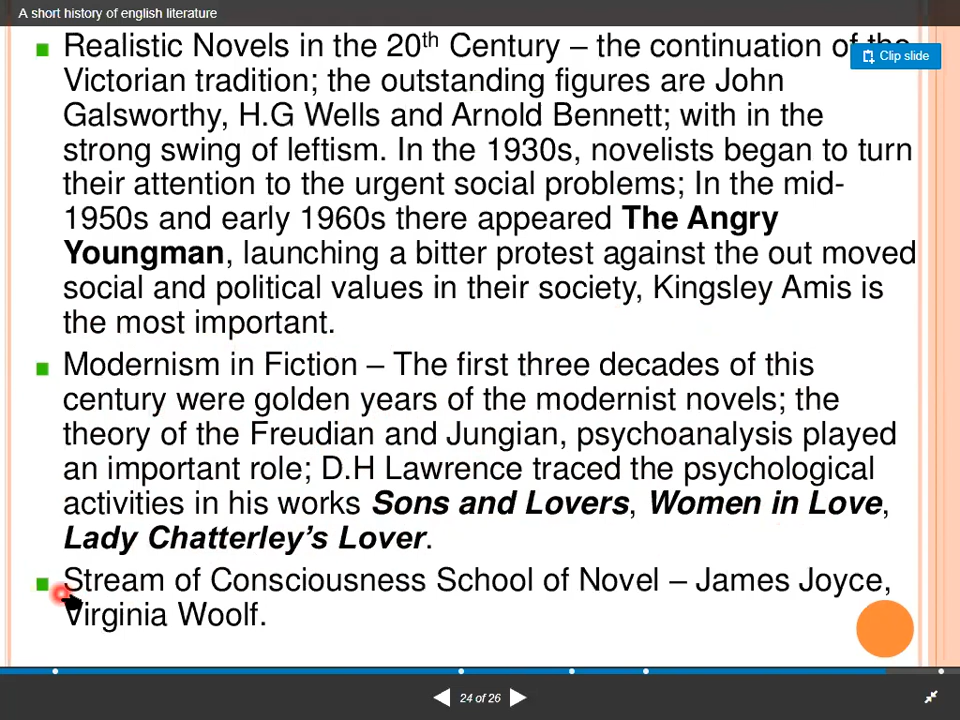 A short history of english literature
Realistic Novels in the 20th Century – the continuation of the
Clip slide
Victorian tradition; the outstanding figures are John
Galsworthy, H.G Wells and Arnold Bennett; with in the
strong swing of leftism. In the 1930s, novelists began to turn
their attention to the urgent social problems; In the mid-
1950s and early 1960s there appeared The Angry
Youngman, launching a bitter protest against the out moved
social and political values in their society, Kingsley Amis is
the most important.
Modernism in Fiction – The first three decades of this
century were golden years of the modernist novels; the
theory of the Freudian and Jungian, psychoanalysis played
an important role; D.H Lawrence traced the psychological
activities in his works Sons and Lovers, Women in Love,
Lady Chatterley’s Lover.
Stream of Consciousness School of Novel – James Joyce,
Virginia Woolf.
24 of 26